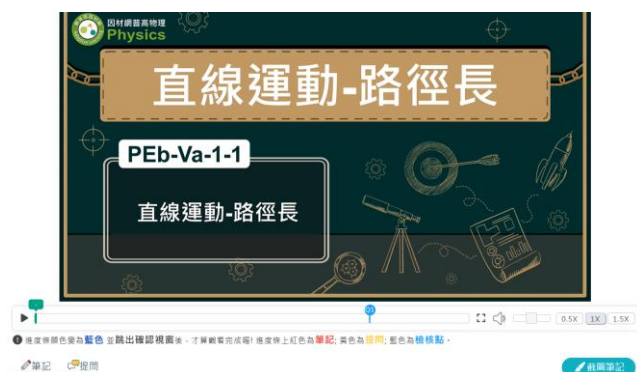 因材網普高物理
Physics
直線運動-路徑長
PEb-Va-1-1
直線運動-路徑長
0.5X 1X 1.5X
進度條顏色變為藍色 並跳出確認視窗後，才算觀看完成喔! 進度條上紅色為筆記; 黃色為提問; 藍色為檢核點。
筆記 提問
截圖筆記